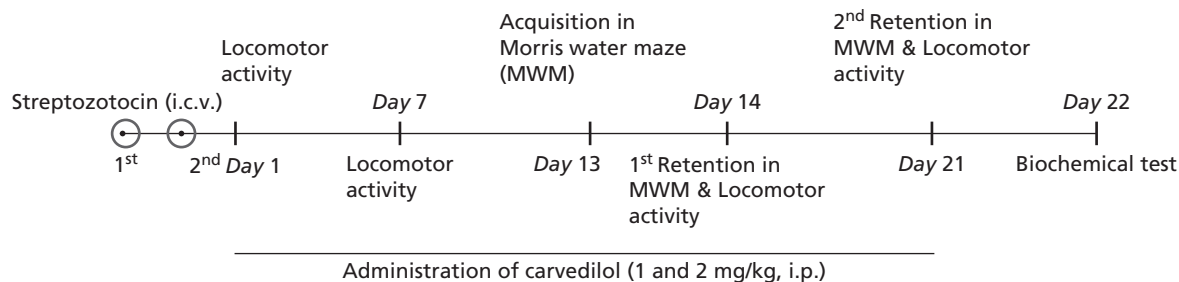 Acquisition in
Morris water maze
(MWM)
2nd Retention in
MWM & Locomotor
activity
Locomotor
activity
Streptozotocin (i.c.v.)
Day 7
Day 14
Day 22
1st
2nd Day 1
Locomotor
activity
Day 13
1st Retention in
MWM & Locomotor
activity
Day 21
Biochemical test
Administration of carvedilol (1 and 2 mg/kg, i.p.)